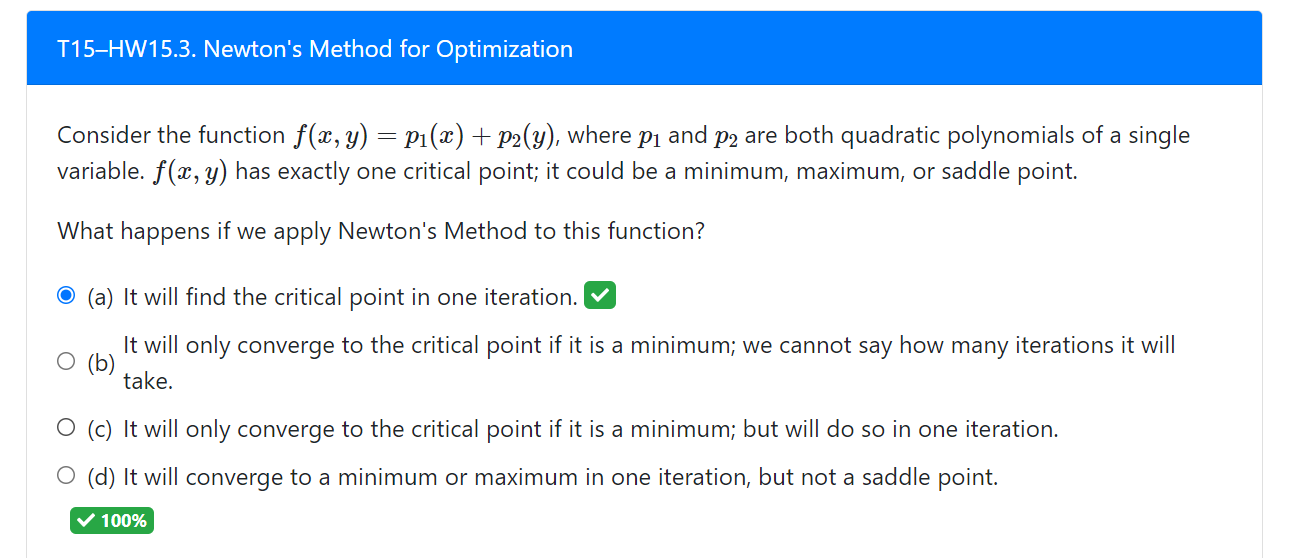 T15–HW15.3. Newton's Method for Optimization
Consider the function f(x, y) = p₁(x) + p₂(y), where p₁ and p₂ are both quadratic polynomials of a single
variable. f(x, y) has exactly one critical point; it could be a minimum, maximum, or saddle point.
What happens if we apply Newton's Method to this function?
(a) It will find the critical point in one iteration.
(b) It will only converge to the critical point if it is a minimum; we cannot say how many iterations it will
take.
(c) It will only converge to the critical point if it is a minimum; but will do so in one iteration.
(d) It will converge to a minimum or maximum in one iteration, but not a saddle point.
100%